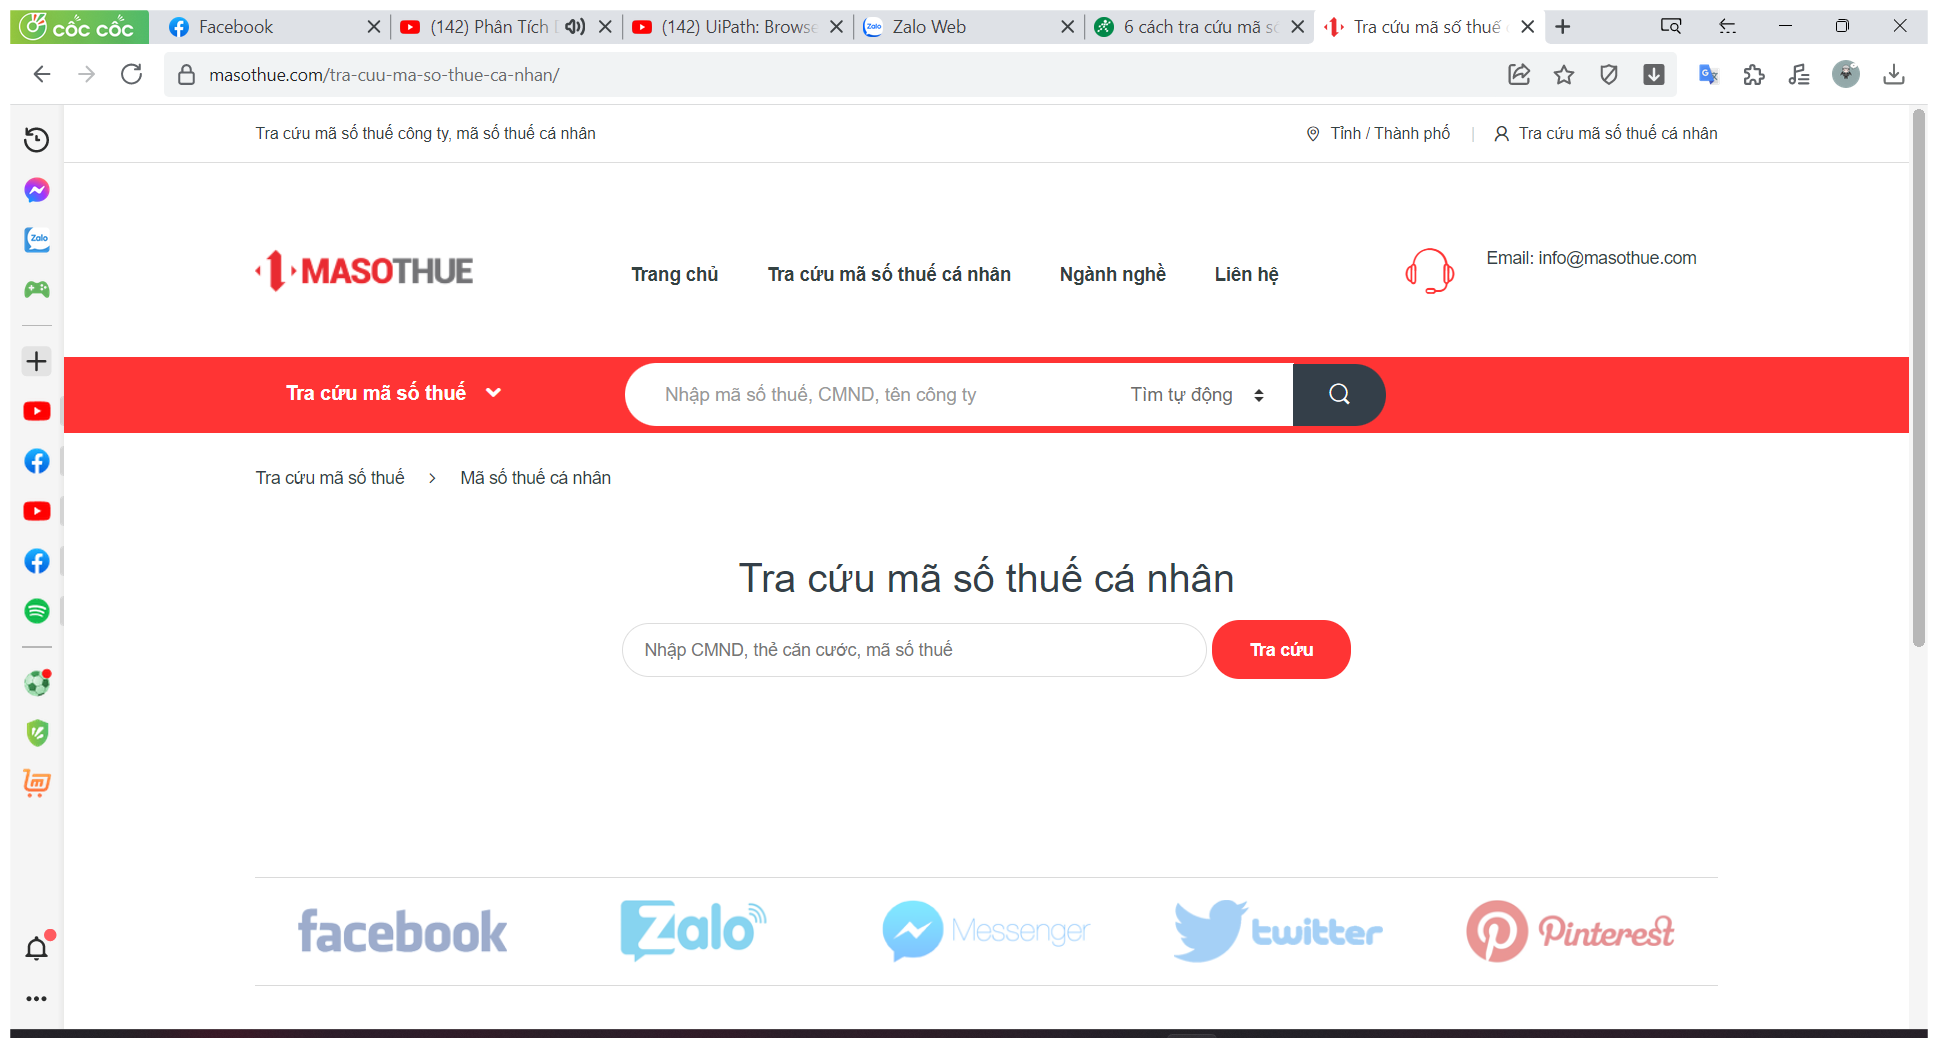 cốc cốc
Facebook
(142) Phân Tích
(142) UiPath: Browse
Zalo Web
6 cách tra cứu mã số
Tra cứu mã số thuế
masothue.com/tra-cuu-ma-so-thue-ca-nhan/
Tra cứu mã số thuế công ty, mã số thuế cá nhân
Tỉnh / Thành phố
Tra cứu mã số thuế cá nhân
MASOTHUE
Trang chủ
Tra cứu mã số thuế cá nhân
Ngành nghề
Liên hệ
Email: info@masothue.com
Tra cứu mã số thuế
Nhập mã số thuế, CMND, tên công ty
Tìm tự động
Tra cứu mã số thuế
Mã số thuế cá nhân
Tra cứu mã số thuế cá nhân
Nhập CMND, thẻ căn cước, mã số thuế
Tra cứu
facebook
Zalo
Messenger
twitter
Pinterest